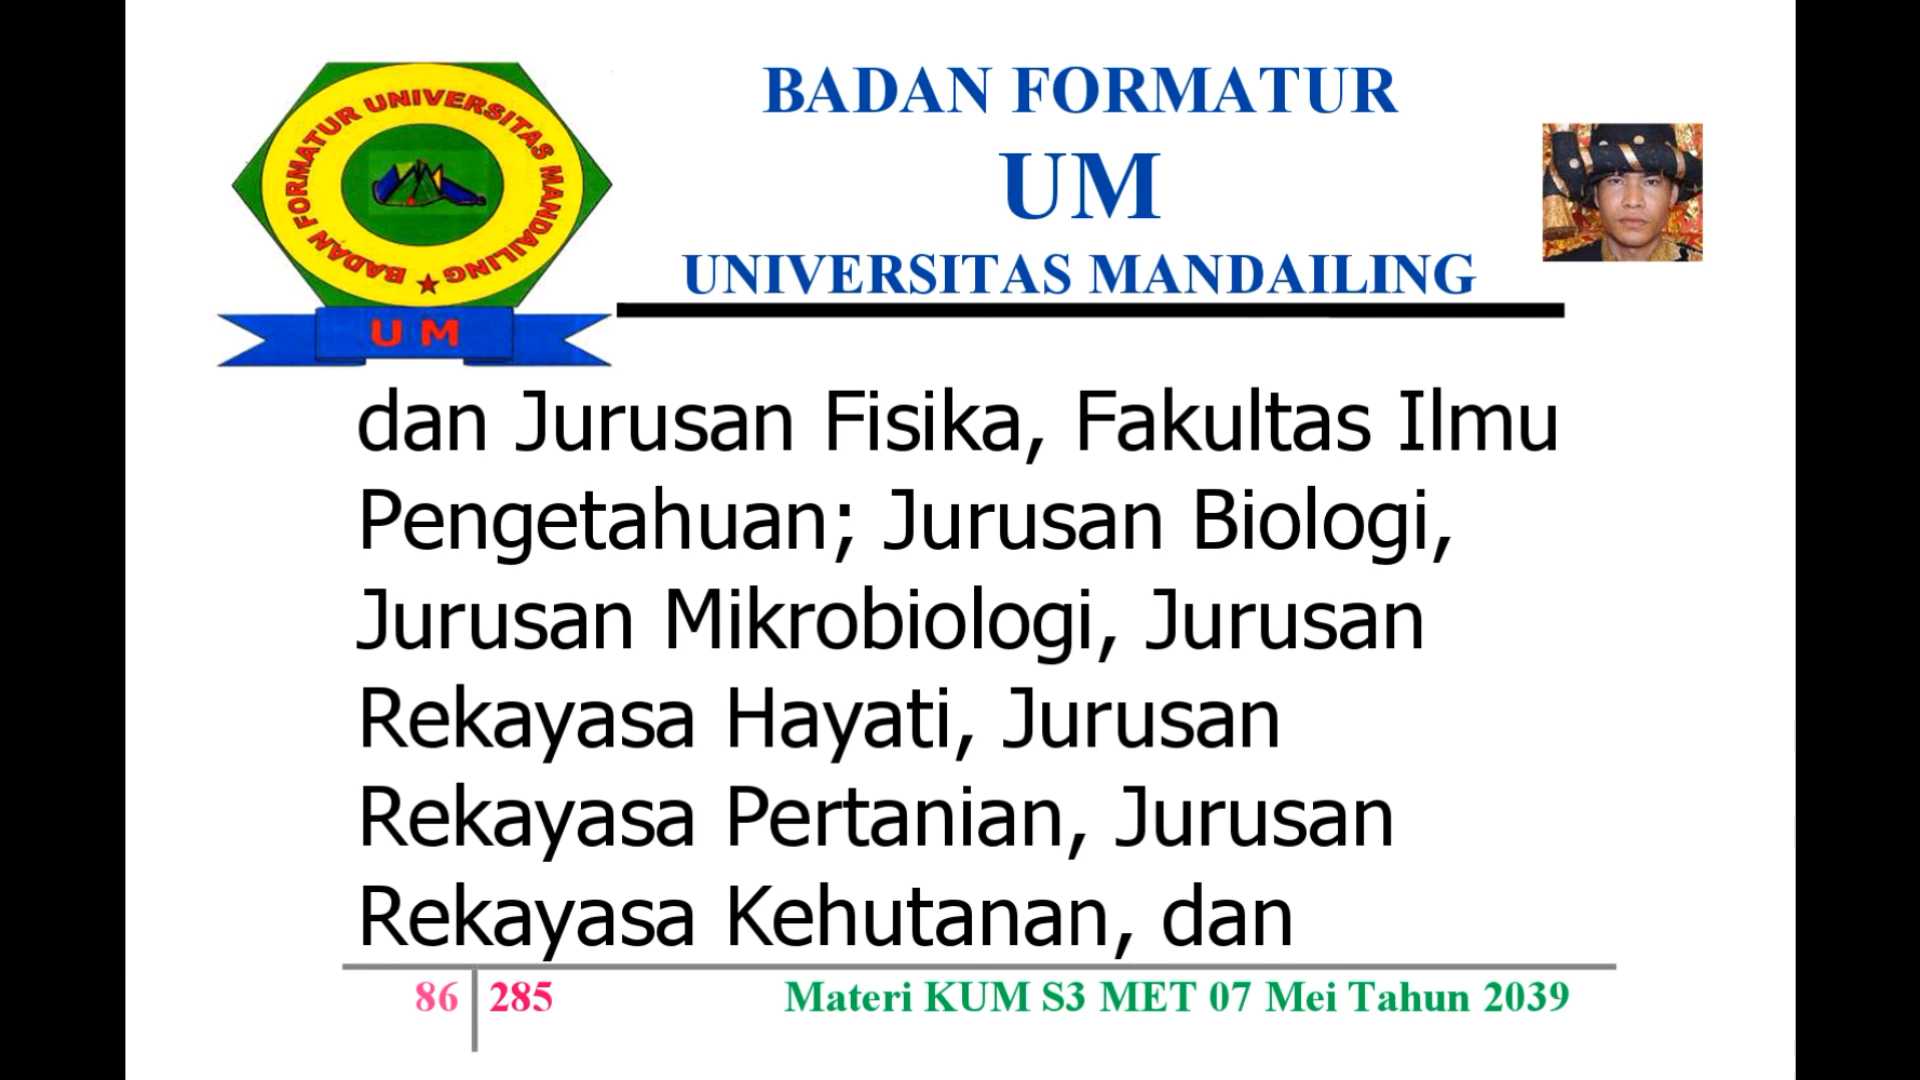 BADAN FORMATUR UNIVERSITAS MANDAILING
UM
BADAN FORMATUR
UM
UNIVERSITAS MANDAILING
dan Jurusan Fisika, Fakultas Ilmu
Pengetahuan; Jurusan Biologi,
Jurusan Mikrobiologi, Jurusan
Rekayasa Hayati, Jurusan
Rekayasa Pertanian, Jurusan
Rekayasa Kehutanan, dan
86 285 Materi KUM S3 MET 07 Mei Tahun 2039